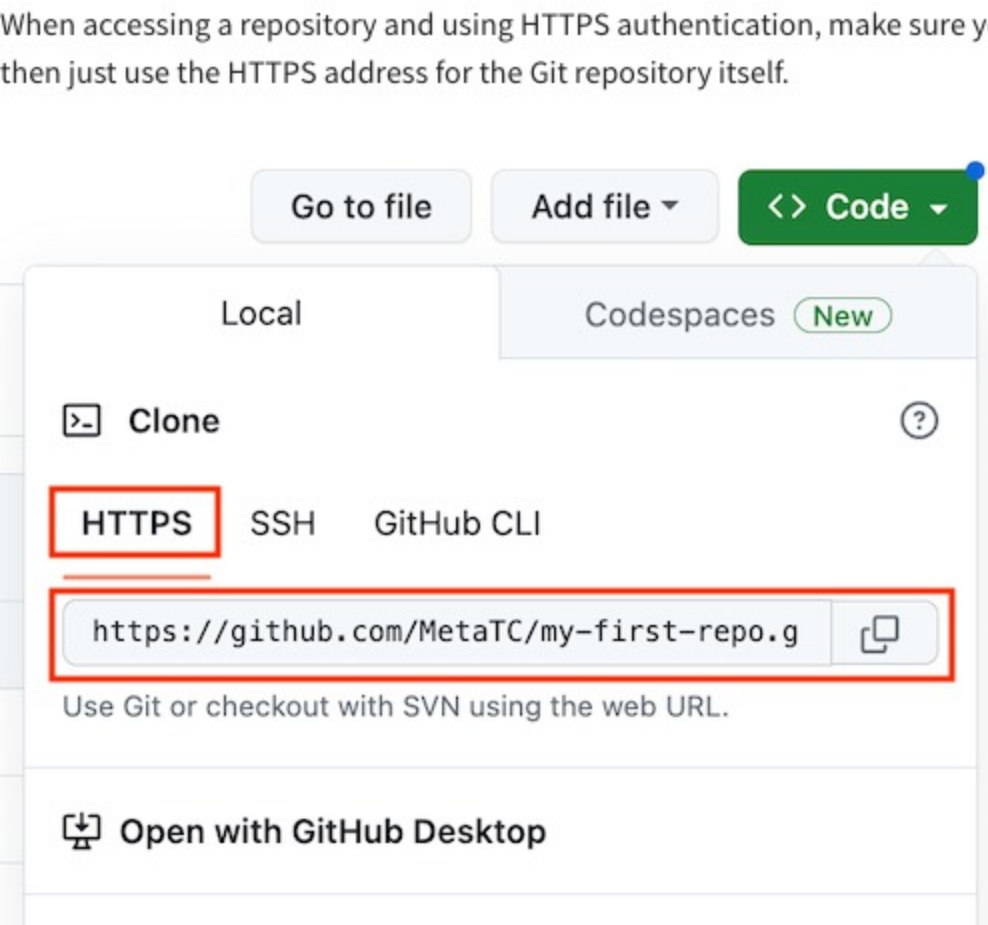 When accessing a repository and using HTTPS authentication, make sure y
then just use the HTTPS address for the Git repository itself.
Go to file Add file <> Code
Local Codespaces New
Clone
HTTPS SSH GitHub CLI
https://github.com/MetaTC/my-first-repo.g
Use Git or checkout with SVN using the web URL.
Open with GitHub Desktop